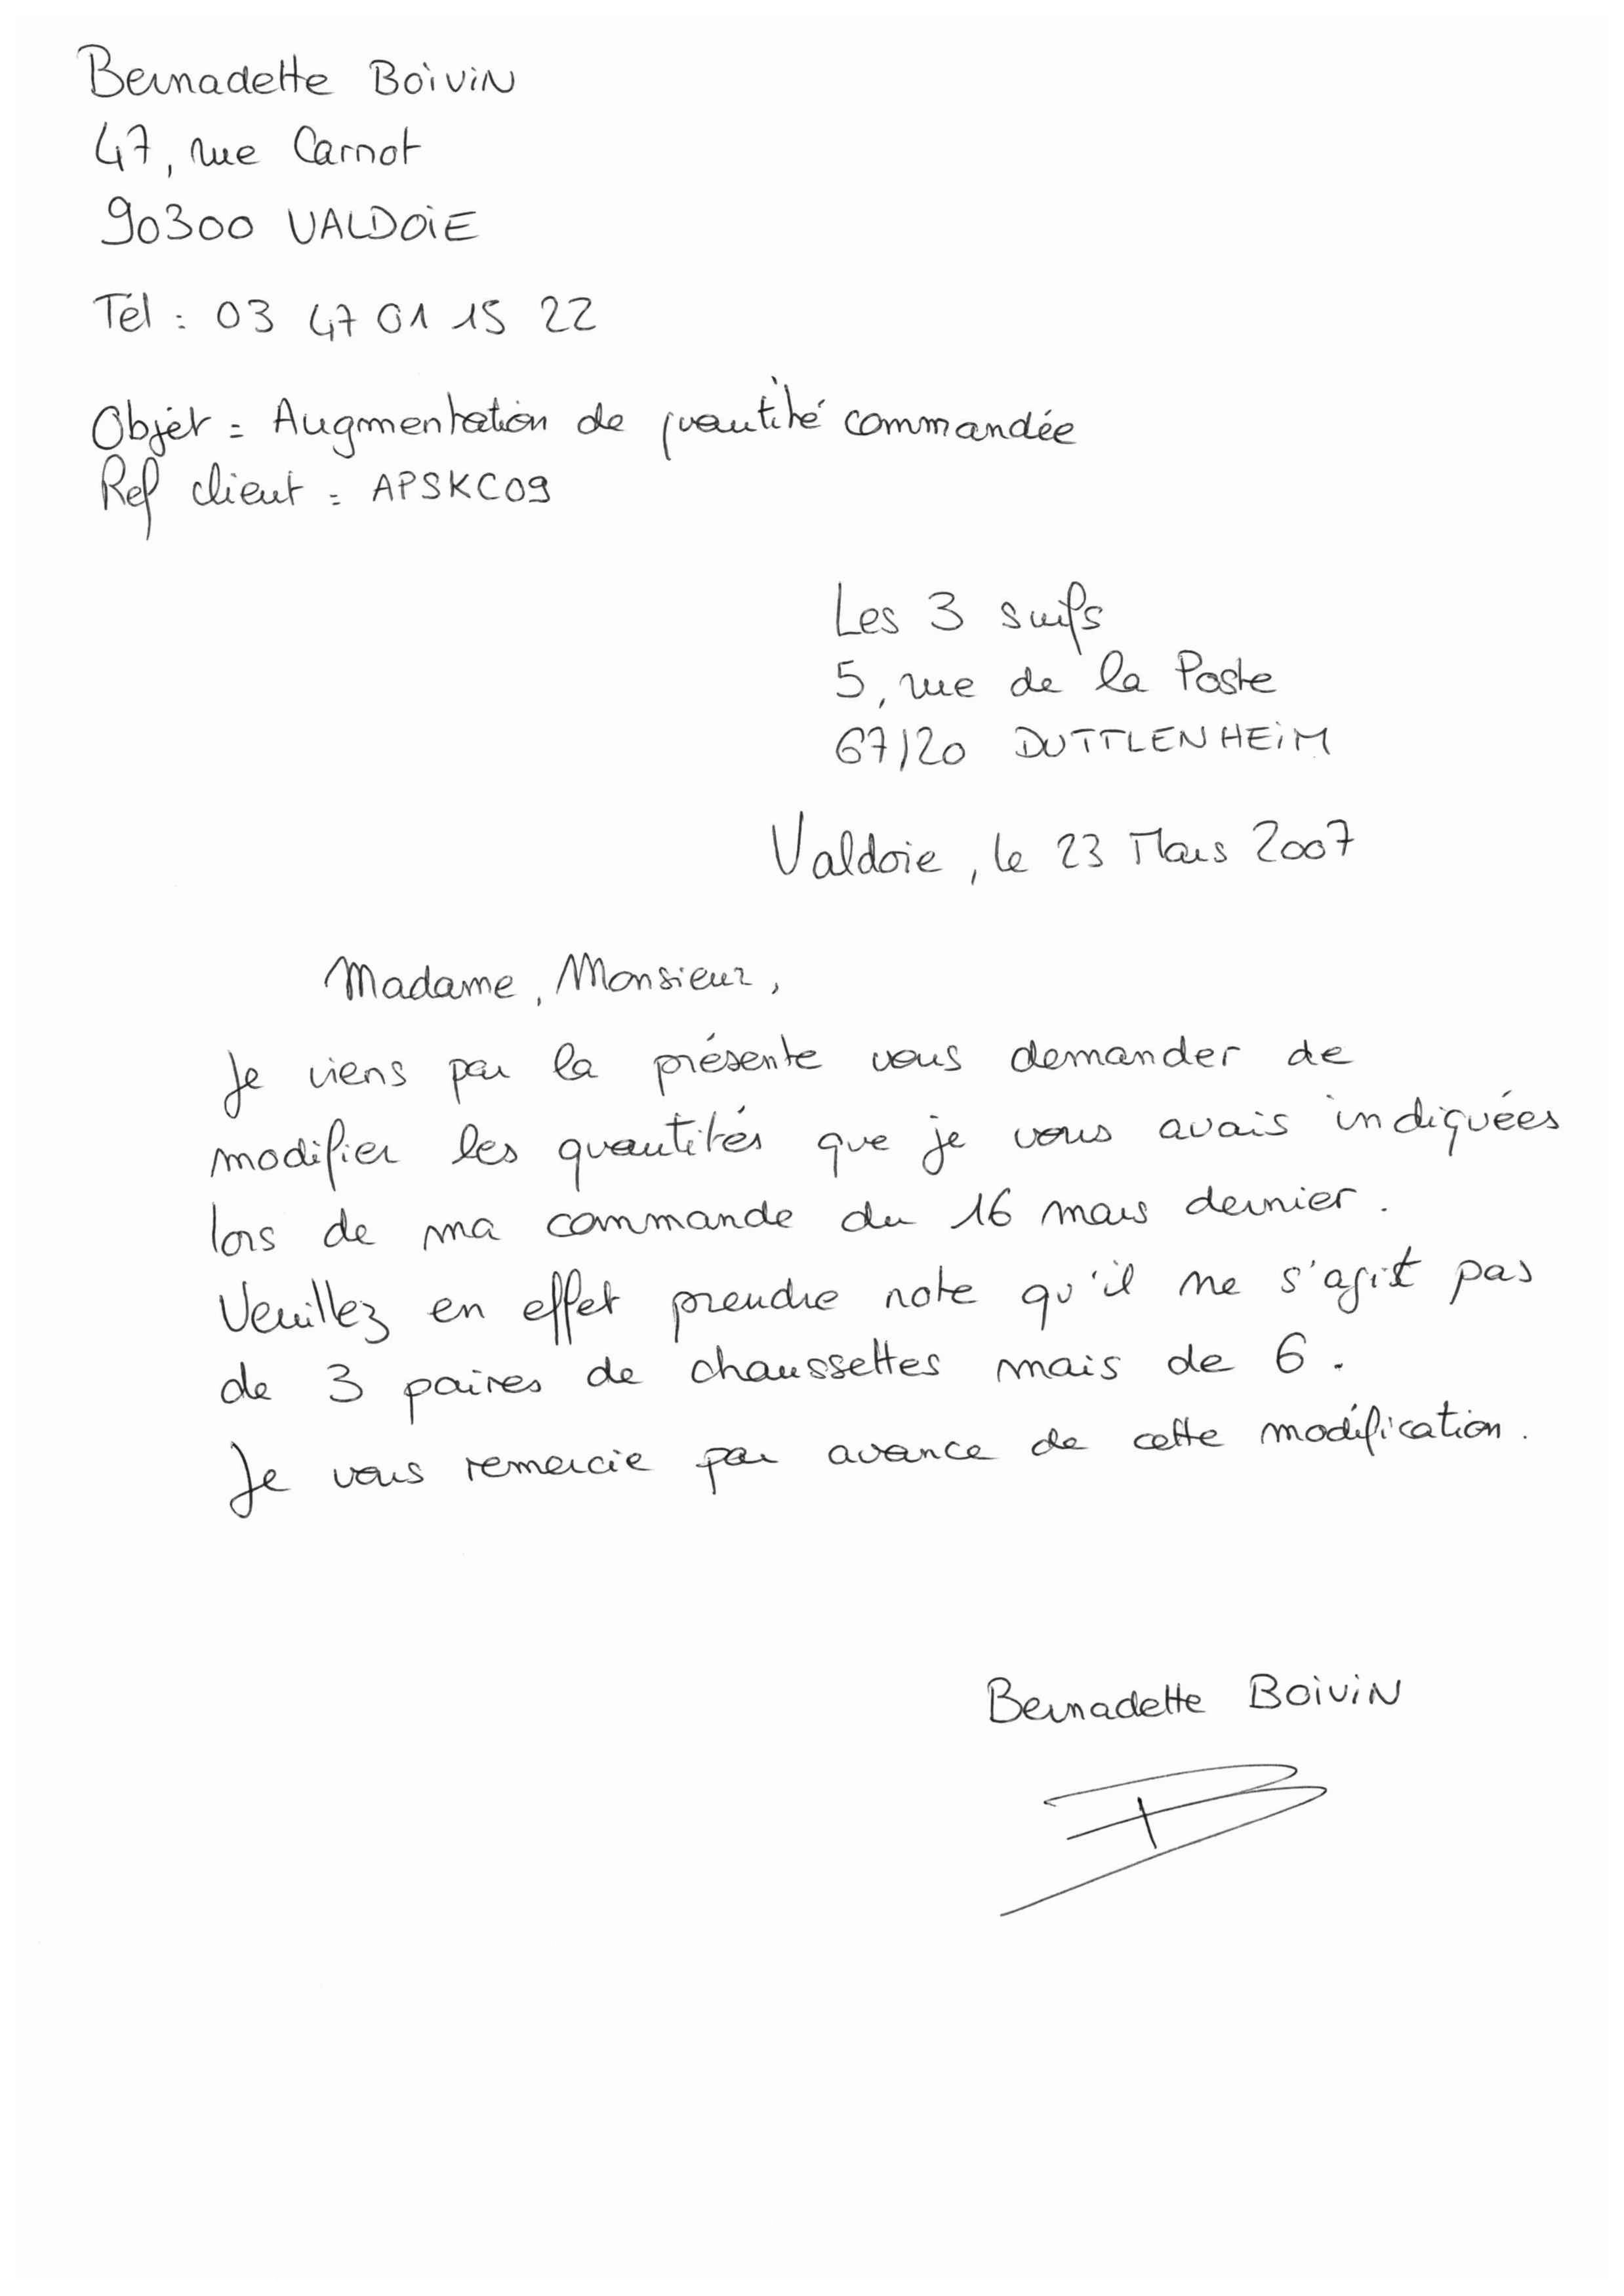 Bernadette BOIVIN
47, rue Carnot
90300 VALDOIE
Tél : 03 47 01 15 22
Objet : Augmentation de quantité commandée
Ref client : APSKC09
Les 3 suifs
5, rue de la Poste
67120 DUTTLENHEIM
Valdoie, le 23 Mars 2007
Madame, Monsieur,
Je viens par la présente vous demander de
modifier les quantités que je vous avais indiquées
lors de ma commande du 16 mars dernier.
Veuillez en effet prendre note qu'il ne s'agit pas
de 3 paires de chaussettes mais de 6.
Je vous remercie par avance de cette modification.
Bernadette BOIVIN